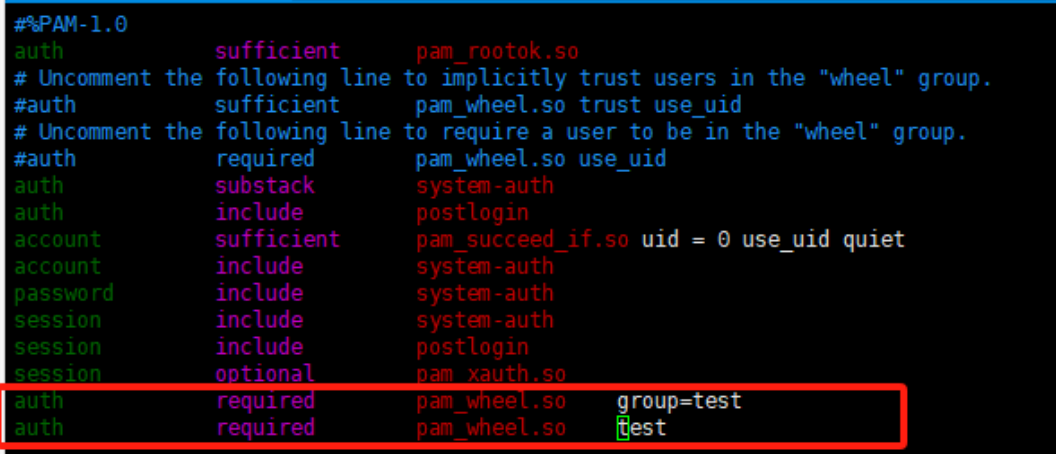 #%PAM-1.0
auth sufficient pam_rootok.so
# Uncomment the following line to implicitly trust users in the "wheel" group.
#auth sufficient pam_wheel.so trust use_uid
# Uncomment the following line to require a user to be in the "wheel" group.
#auth required pam_wheel.so use_uid
auth substack system-auth
auth include postlogin
account sufficient pam_succeed_if.so uid = 0 use_uid quiet
account include system-auth
password include system-auth
session include system-auth
session include postlogin
session optional pam_xauth.so
auth required pam_wheel.so group=test
auth required pam_wheel.so test